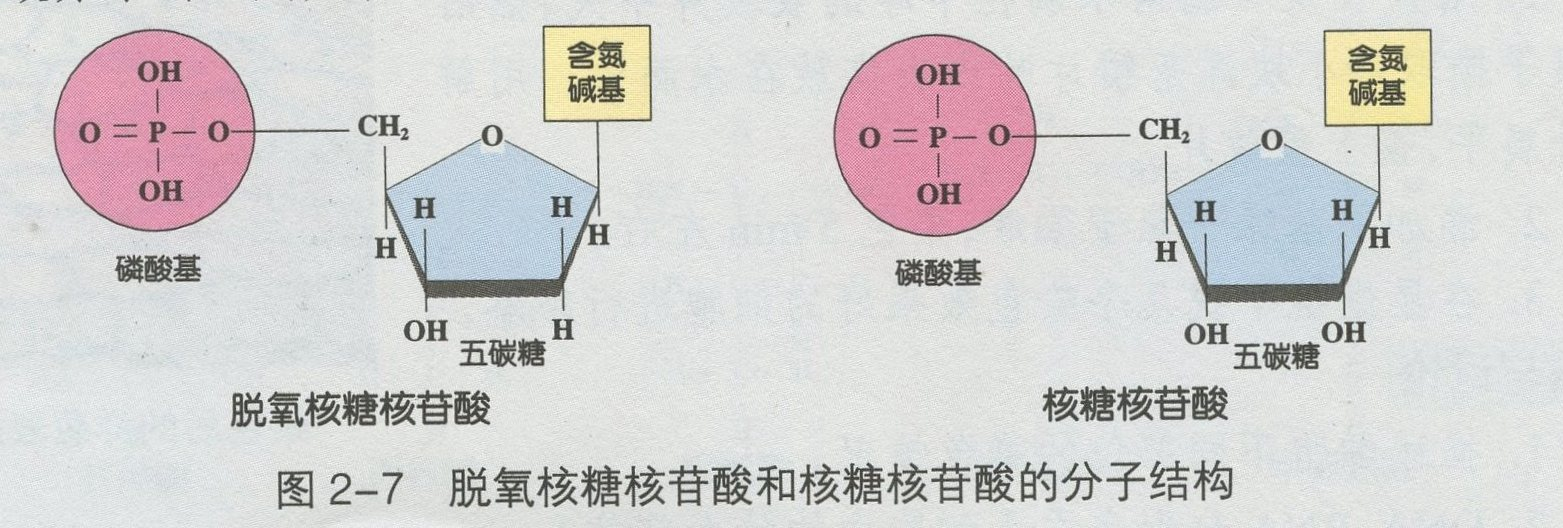 OH
O=P—O
OH
磷酸基
CH₂
O
含氮
碱基
H
H
H
H
OH
H
五碳糖
脱氧核糖核苷酸
OH
O=P—O
OH
磷酸基
CH₂
O
含氮
碱基
H
H
H
H
OH
OH
五碳糖
核糖核苷酸
图 2-7 脱氧核糖核苷酸和核糖核苷酸的分子结构